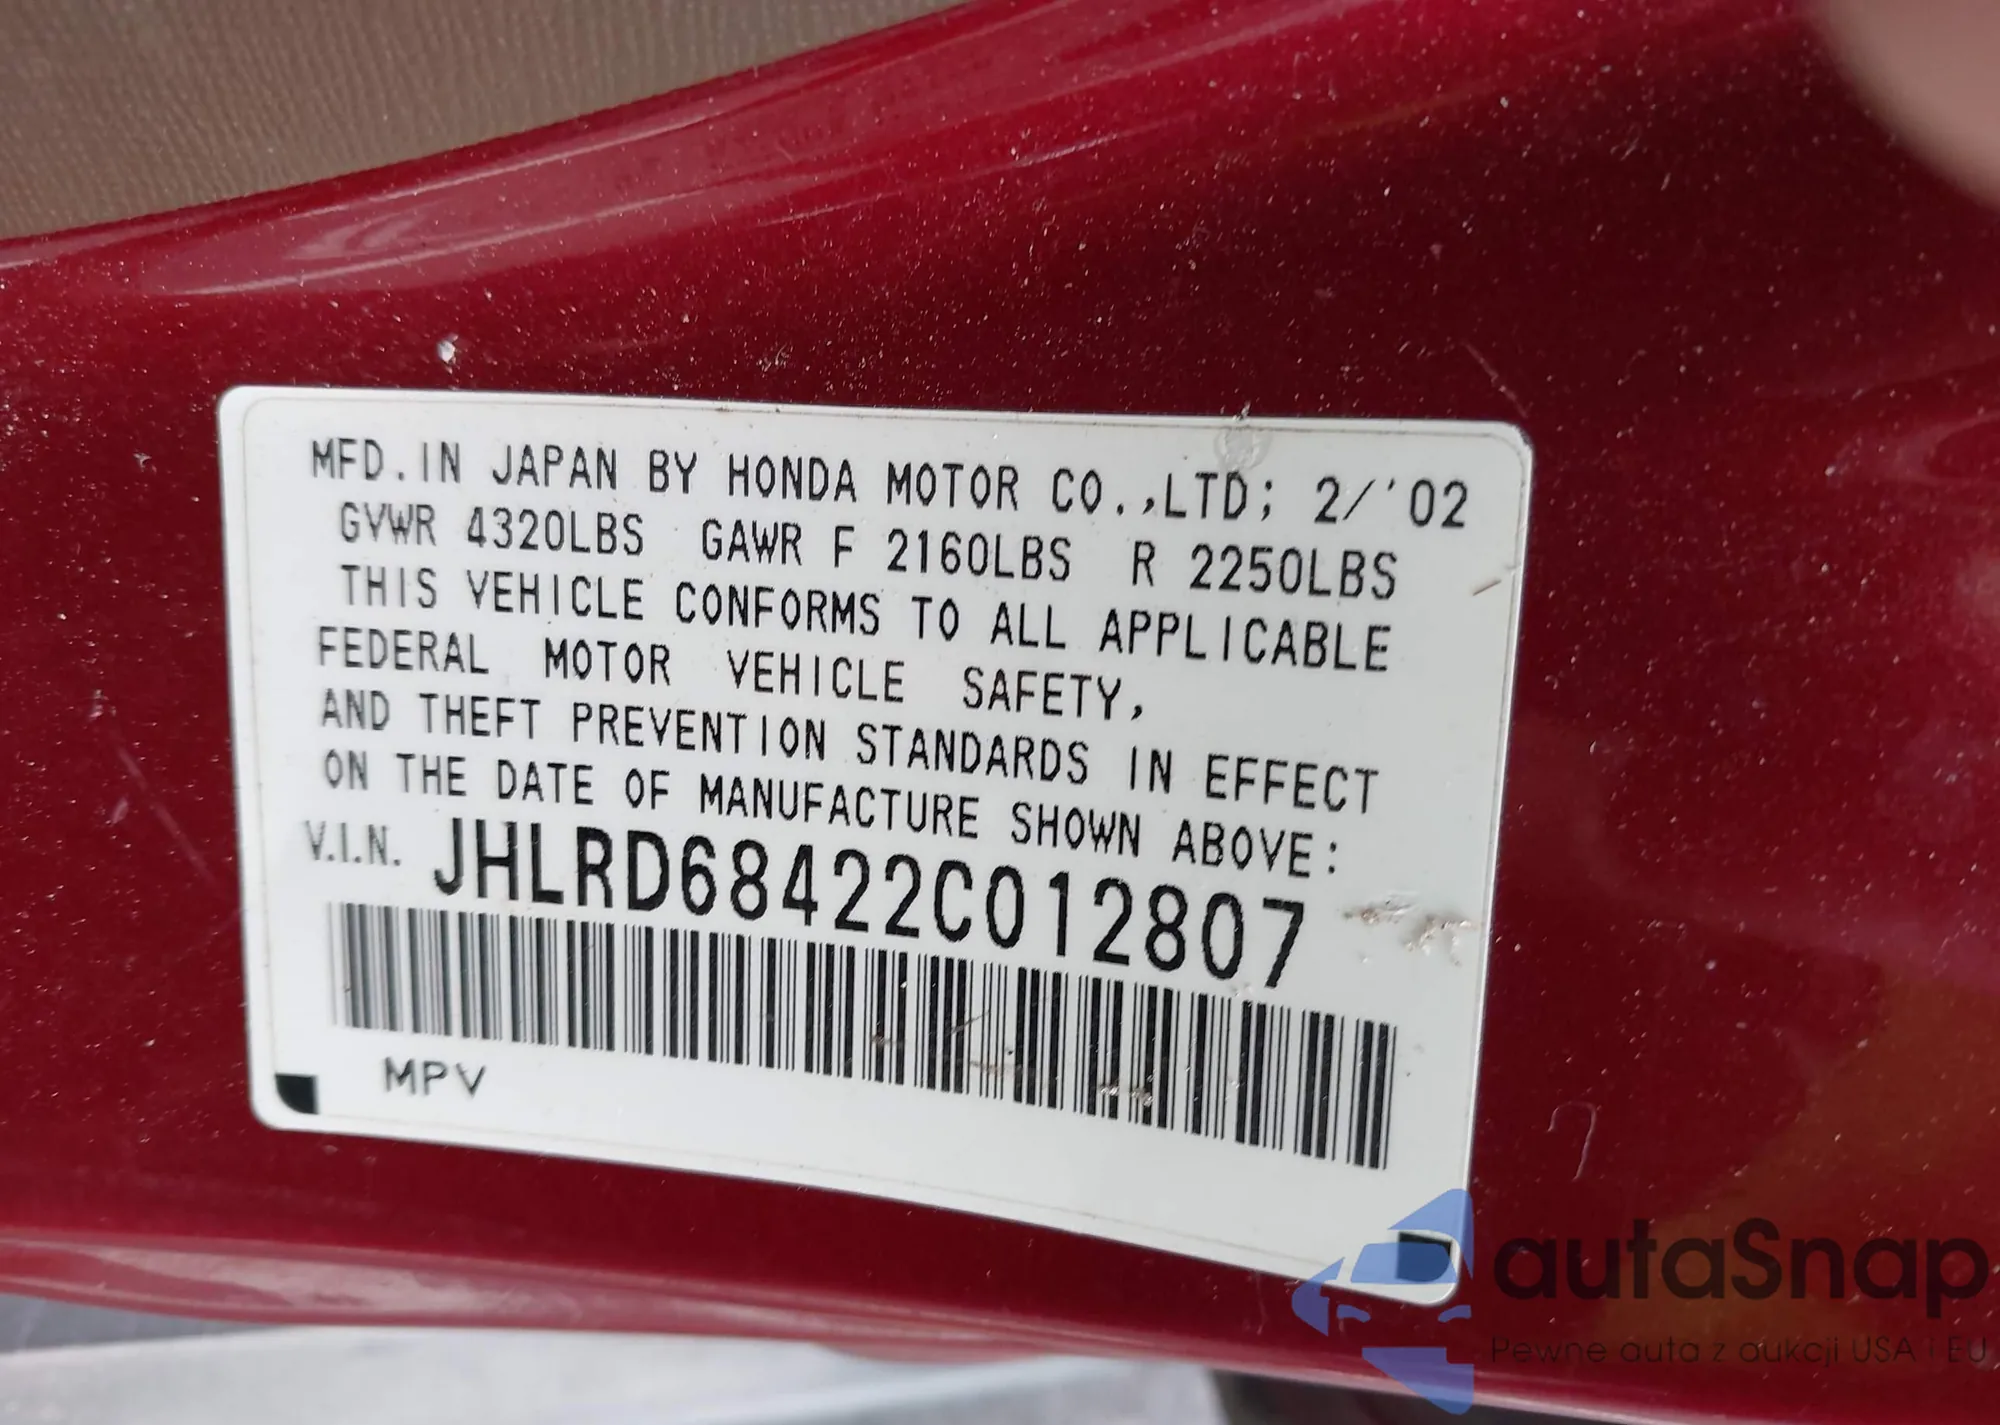 MFD.IN JAPAN BY HONDA MOTOR CO.,LTD; 2/'02
GVWR 4320LBS GAWR F 2160LBS R 2250LBS
THIS VEHICLE CONFORMS TO ALL APPLICABLE
FEDERAL MOTOR VEHICLE SAFETY,
AND THEFT PREVENTION STANDARDS IN EFFECT
ON THE DATE OF MANUFACTURE SHOWN ABOVE:
V.I.N. JHLRD68422C012807
MPV
autaSnap
Pewne auta z aukcji USA i EU